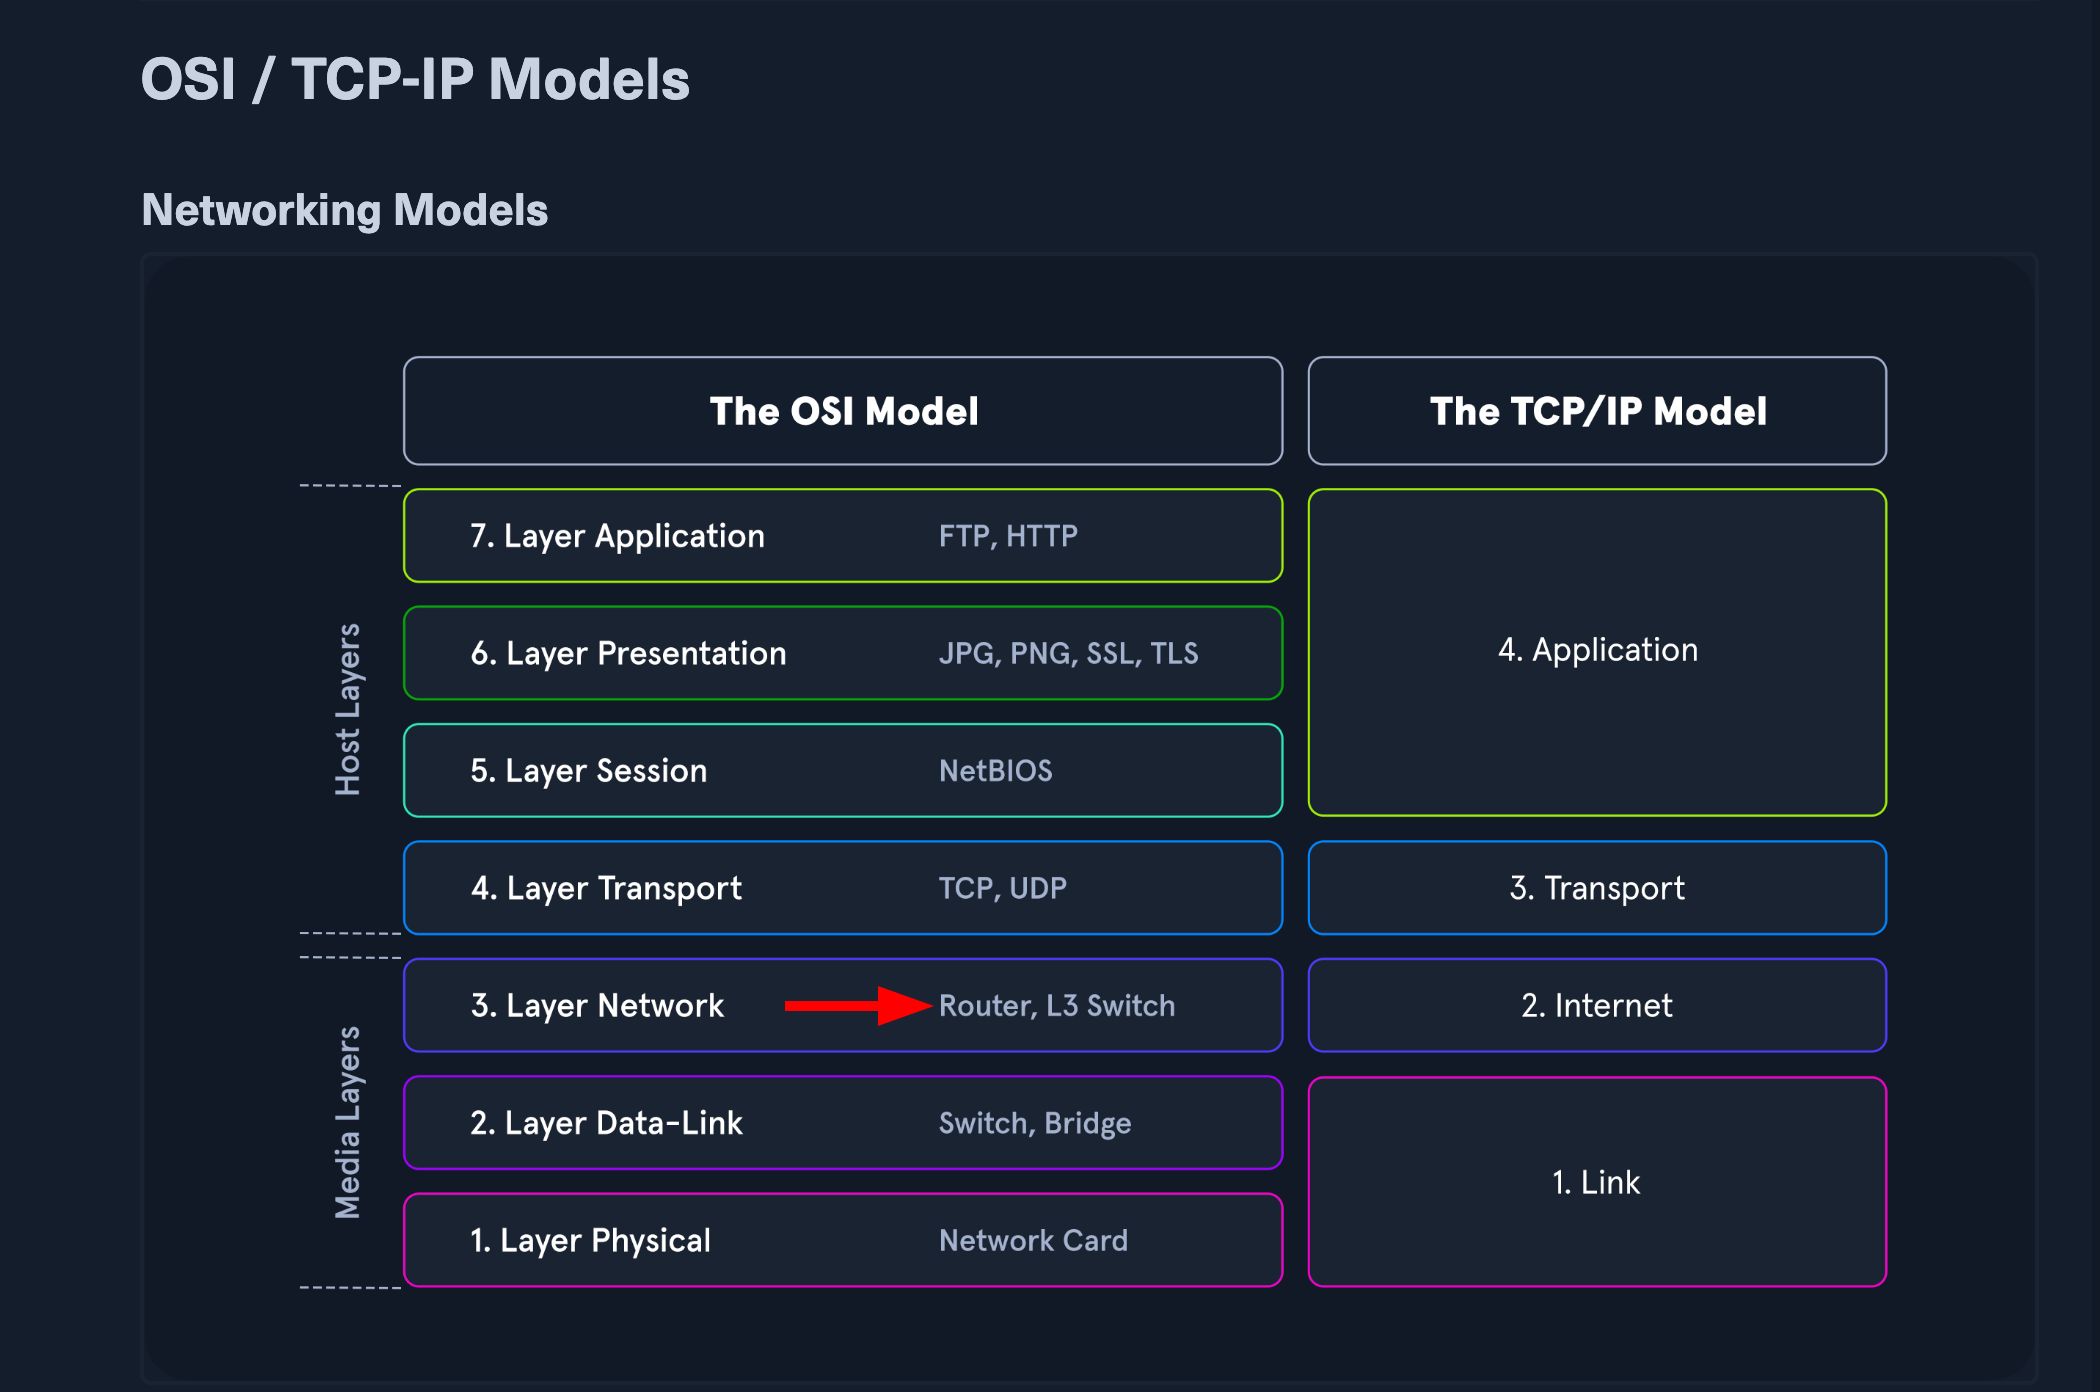 OSI / TCP-IP Models
Networking Models
The OSI Model
The TCP/IP Model
Host Layers
7. Layer Application FTP, HTTP
6. Layer Presentation JPG, PNG, SSL, TLS
5. Layer Session NetBIOS
4. Application
4. Layer Transport TCP, UDP
3. Transport
Media Layers
3. Layer Network Router, L3 Switch
2. Internet
2. Layer Data-Link Switch, Bridge
1. Layer Physical Network Card
1. Link